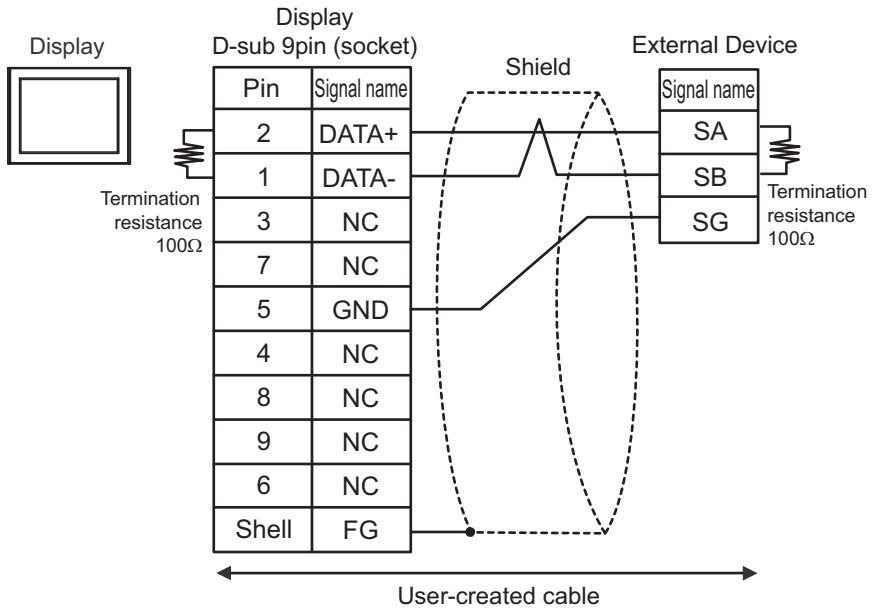 Display
Display
D-sub 9pin (socket)
Shield
External Device
Pin Signal name
Signal name
2 DATA+
SA
1 DATA-
SB
3 NC
SG
7 NC
5 GND
4 NC
8 NC
9 NC
6 NC
Shell FG
Termination
resistance
100Ω
Termination
resistance
100Ω
User-created cable